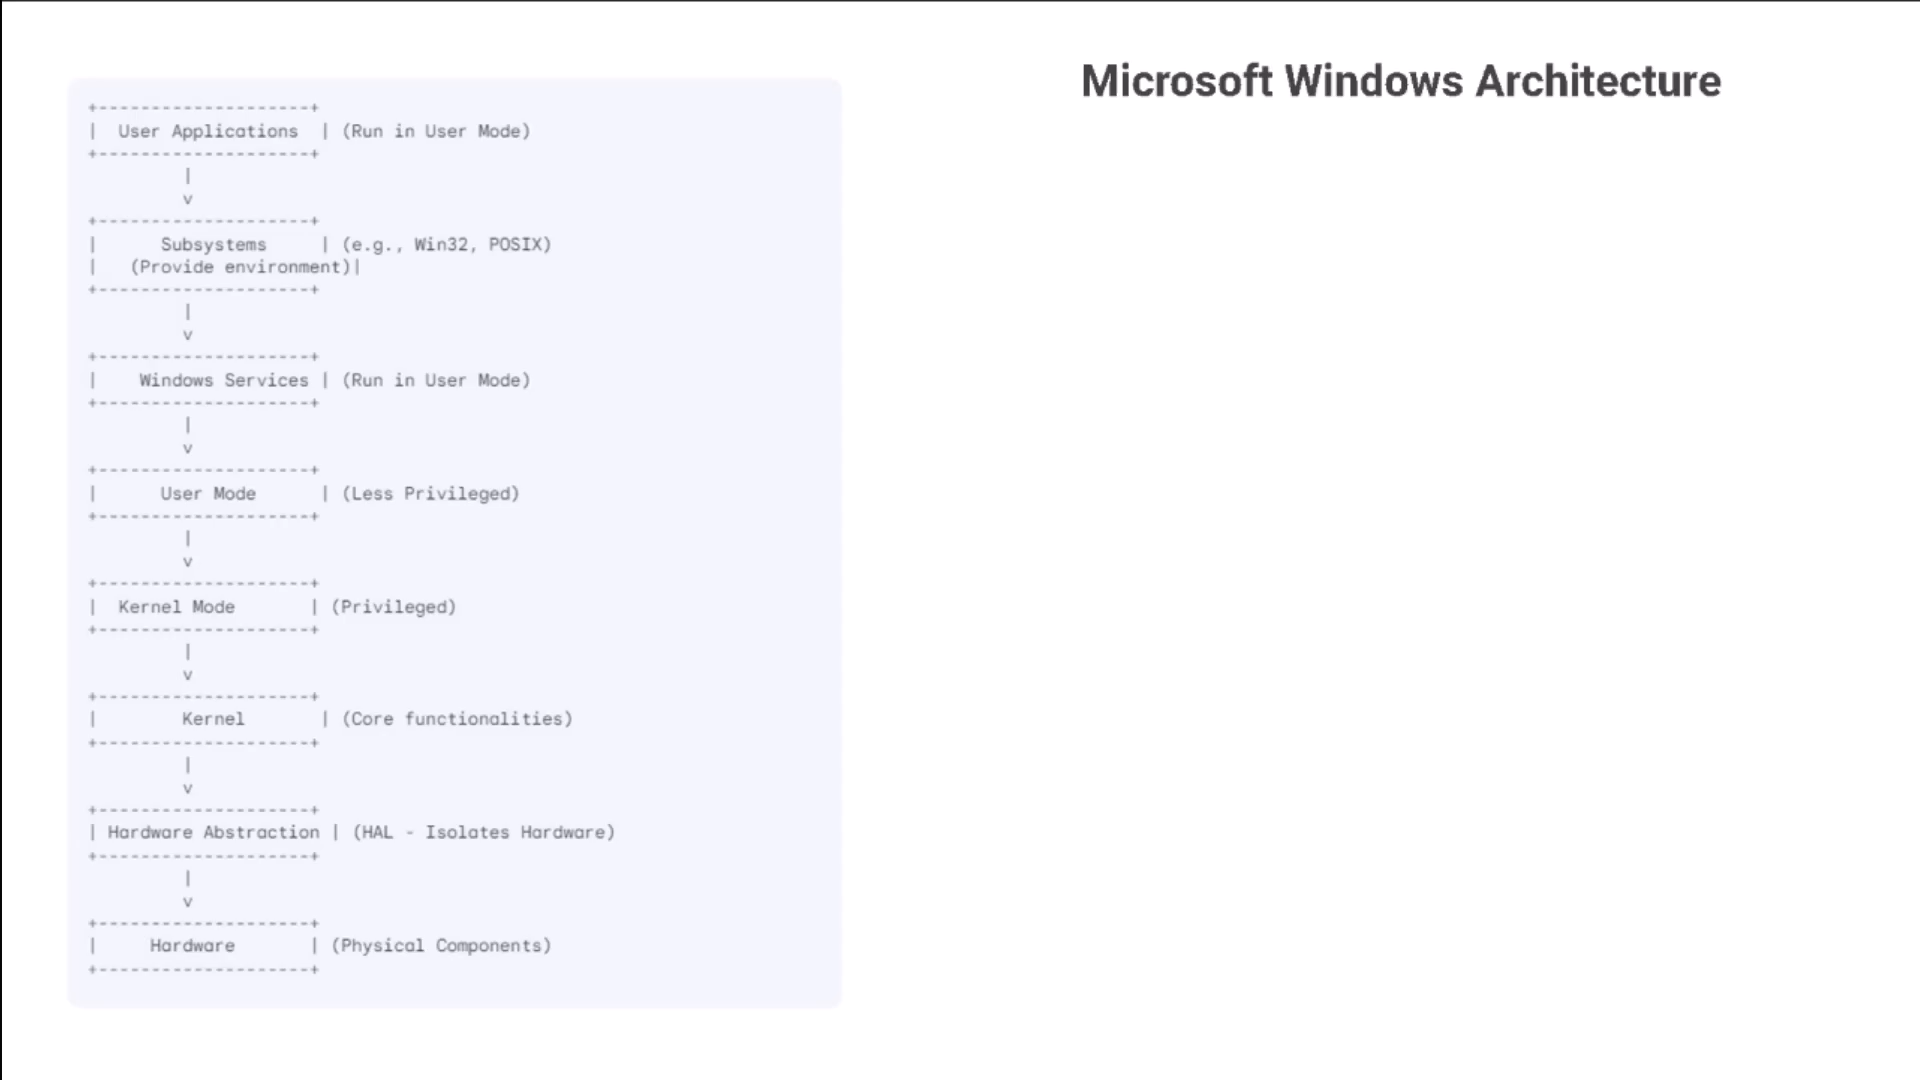 Microsoft Windows Architecture
+--------------------+
|  User Applications  | (Run in User Mode)
+--------------------+
         |
         v
+--------------------+
|      Subsystems     | (e.g., Win32, POSIX)
|   (Provide environment)|
+--------------------+
         |
         v
+--------------------+
|    Windows Services | (Run in User Mode)
+--------------------+
         |
         v
+--------------------+
|      User Mode      | (Less Privileged)
+--------------------+
         |
         v
+--------------------+
|  Kernel Mode       | (Privileged)
+--------------------+
         |
         v
+--------------------+
|        Kernel       | (Core functionalities)
+--------------------+
         |
         v
+--------------------+
| Hardware Abstraction | (HAL - Isolates Hardware)
+--------------------+
         |
         v
+--------------------+
|     Hardware       | (Physical Components)
+--------------------+